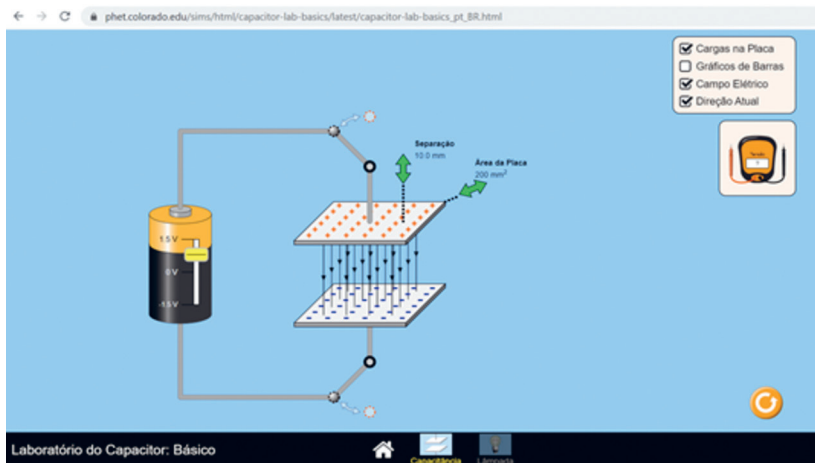 phet.colorado.edu/sims/html/capacitor-lab-basics/latest/capacitor-lab-basics_pt_BR.html
Cargas na Placa
Gráficos de Barras
Campo Elétrico
Direção Atual
Separação
10.0 mm
Área da Placa
200 mm²
1.5 V
0 V
-1.5 V
Laboratório do Capacitor: Básico
Capacitância
Lâmpada